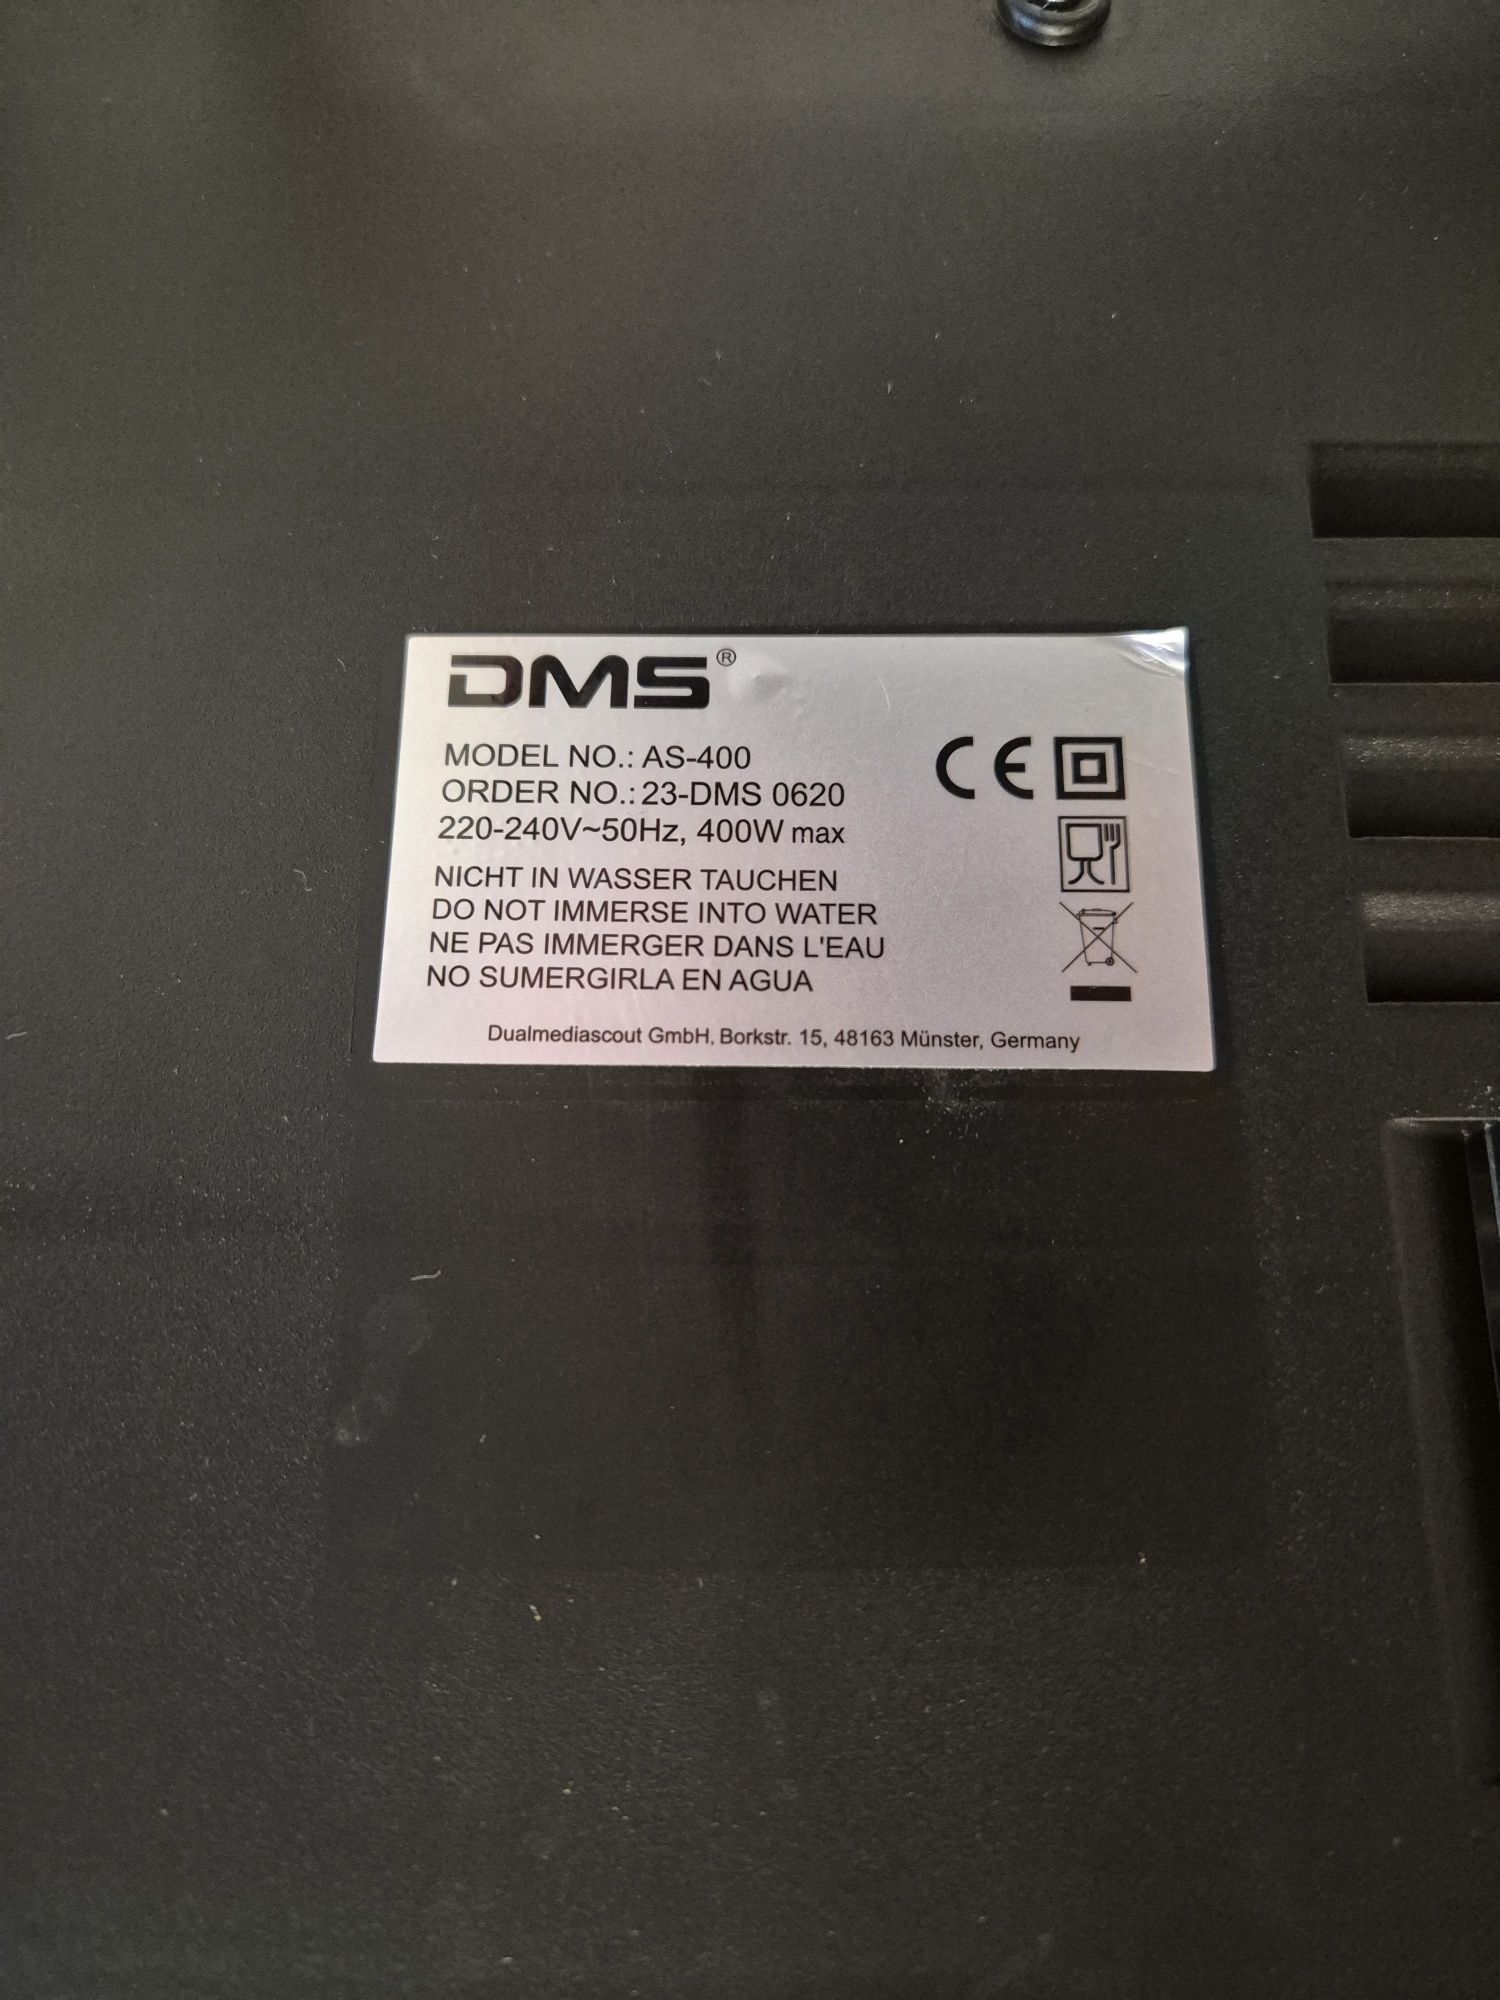 DMS®
MODEL NO.: AS-400
ORDER NO.: 23-DMS 0620
220-240V~50Hz, 400W max
CE
NICHT IN WASSER TAUCHEN
DO NOT IMMERSE INTO WATER
NE PAS IMMERGER DANS L'EAU
NO SUMERGIRLA EN AGUA
Dualmediascout GmbH, Borkstr. 15, 48163 Münster, Germany